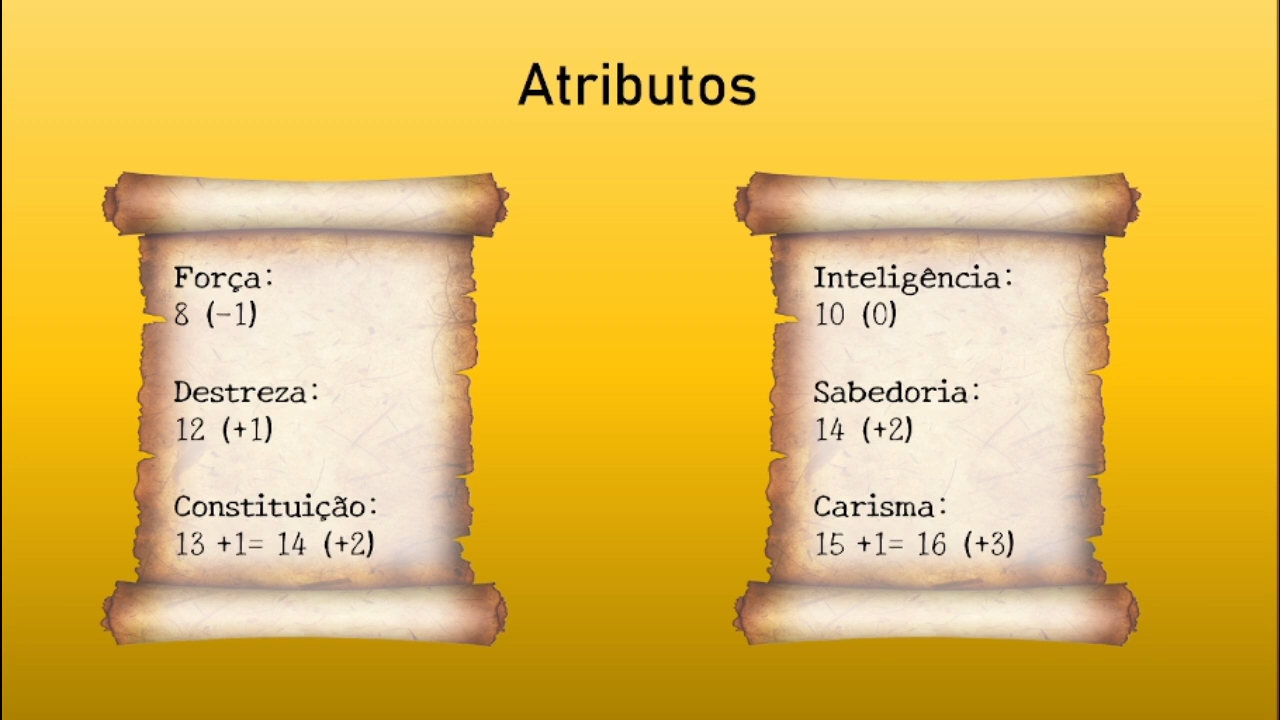 Atributos
Força:
8 (-1)
Destreza:
12 (+1)
Constituição:
13 +1= 14 (+2)
Inteligência:
10 (0)
Sabedoria:
14 (+2)
Carisma:
15 +1= 16 (+3)